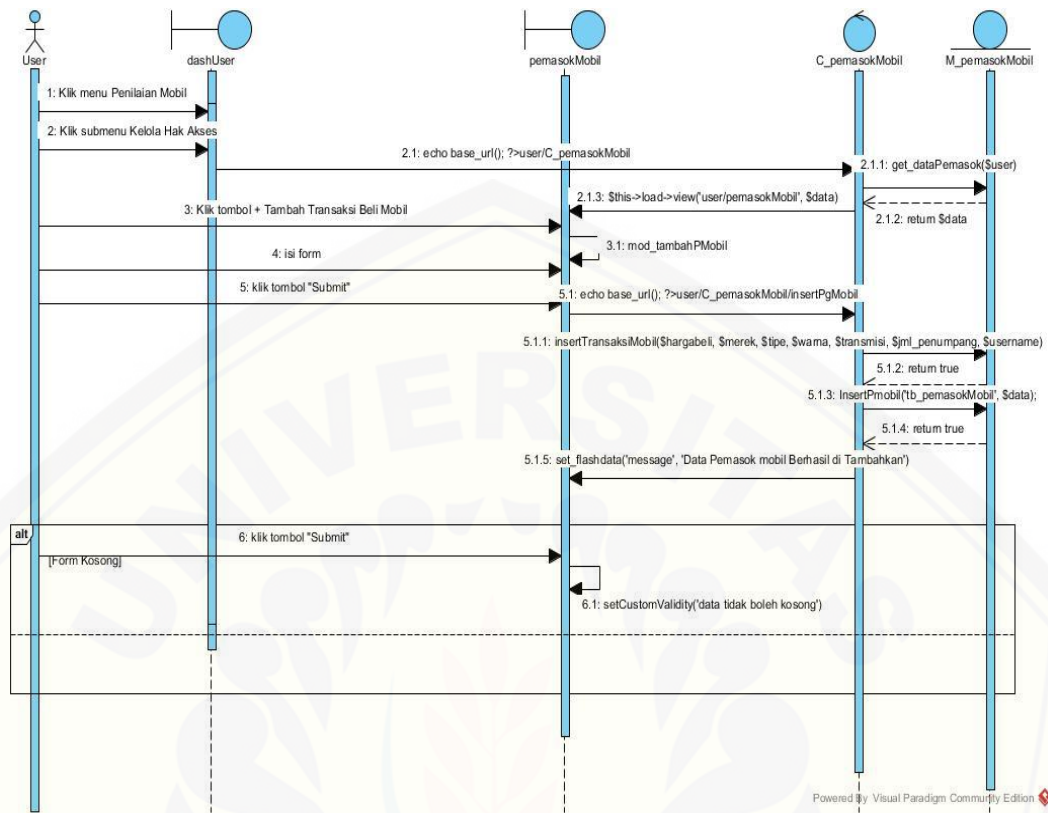 User
dashUser
pemasokMobil
C_pemasokMobil
M_pemasokMobil
1: Klik menu Penilaian Mobil
2: Klik submenu Kelola Hak Akses
2.1: echo base_url(); ?>user/C_pemasokMobil
2.1.1: get_dataPemasok($user)
2.1.3: $this->load->view('user/pemasokMobil', $data)
2.1.2: return $data
3: Klik tombol + Tambah Transaksi Beli Mobil
3.1: mod_tambahPMobil
4: isi form
5: klik tombol "Submit"
5.1: echo base_url(); ?>user/C_pemasokMobil/insertPgMobil
5.1.1: insertTransaksiMobil($hargabeli, $merek, $tipe, $warna, $transmisi, $jml_penumpang, $username)
5.1.2: return true
5.1.3: InsertPmobil('tb_pemasokMobil', $data);
5.1.4: return true
5.1.5: set_flashdata('message', 'Data Pemasok mobil Berhasil di Tambahkan')
alt
6: klik tombol "Submit"
[Form Kosong]
6.1: setCustomValidity('data tidak boleh kosong')
UNIVERSITAS
Powered By Visual Paradigm Community Edition